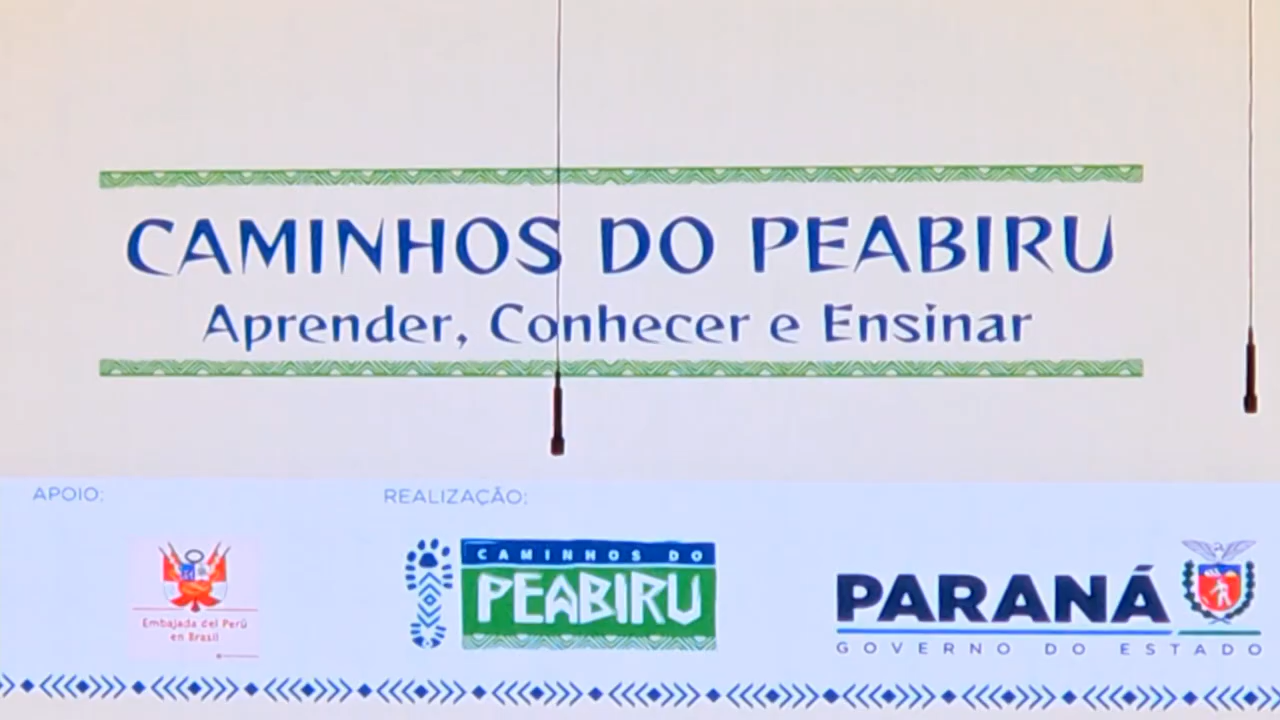 CAMINHOS DO PEABIRU
Aprender, Conhecer e Ensinar
APOIO:
REALIZAÇÃO:
Embajada del Perú
en Brasil
CAMINHOS DO
PEABIRU
PARANÁ
GOVERNO DO ESTADO